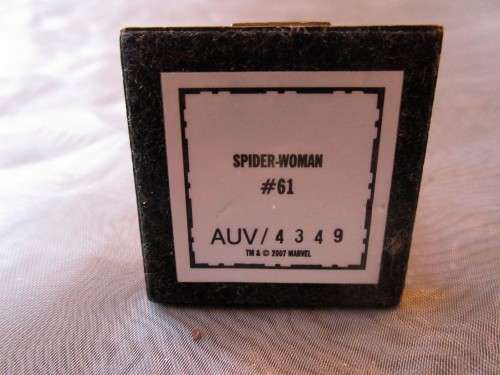 SPIDER-WOMAN
#61
AUV/4349
TM & © 2007 MARVEL